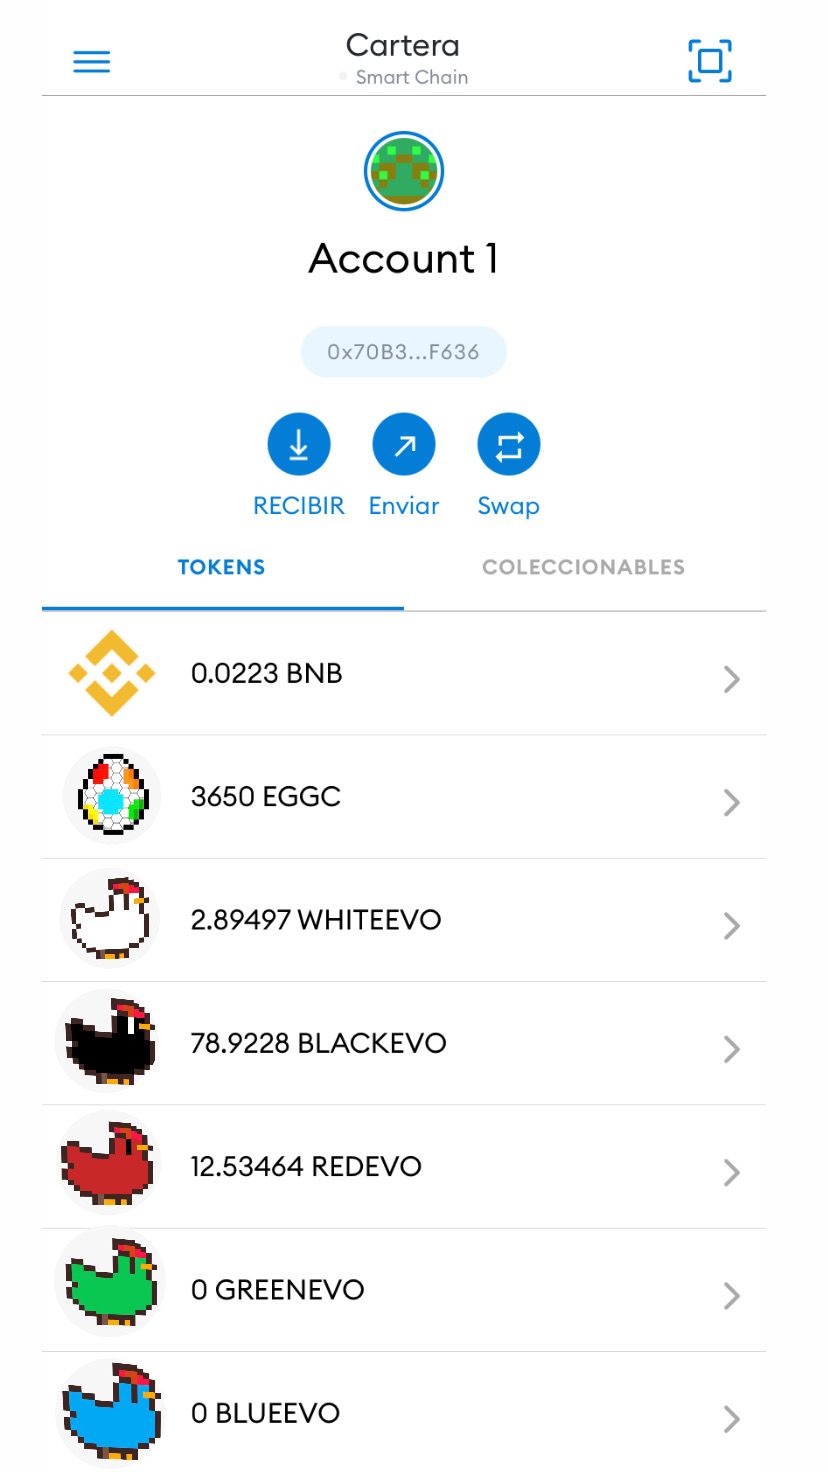 Cartera
Smart Chain
Account 1
0x70B3...F636
RECIBIR Enviar Swap
TOKENS COLECCIONABLES
0.0223 BNB
3650 EGGC
2.89497 WHITEEVO
78.9228 BLACKEVO
12.53464 REDEVO
0 GREENEVO
0 BLUEEVO